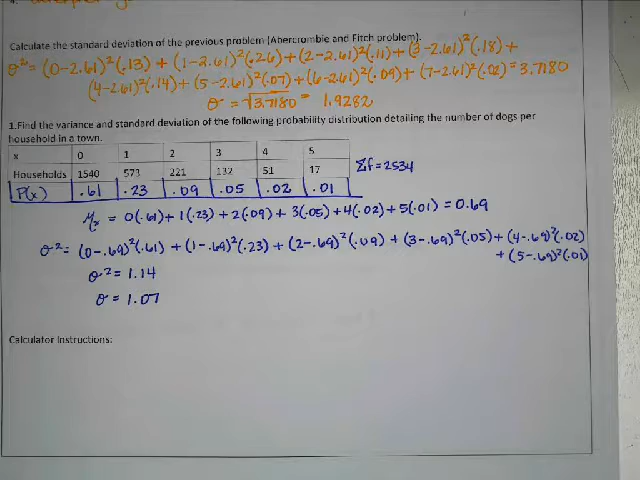 4.
Calculate the standard deviation of the previous problem (Abercrombie and Fitch problem).
σ² = (0-2.61)²(.13) + (1-2.61)²(.26) + (2-2.61)²(.11) + (3-2.61)²(.18) +
(4-2.61)²(.14) + (5-2.61)²(.07) + (6-2.61)²(.09) + (7-2.61)²(.02) = 3.7180
σ = √3.7180 = 1.9282
1.Find the variance and standard deviation of the following probability distribution detailing the number of dogs per
household in a town.
x 0 1 2 3 4 5
Households 1540 573 221 132 51 17 Σf = 2534
P(x) .61 .23 .09 .05 .02 .01
μx = 0(.61) + 1(.23) + 2(.09) + 3(.05) + 4(.02) + 5(.01) = 0.69
σ² = (0-.69)²(.61) + (1-.69)²(.23) + (2-.69)²(.09) + (3-.69)²(.05) + (4-.69)²(.02)
+ (5-.69)²(.01)
σ² = 1.14
σ = 1.07
Calculator Instructions: